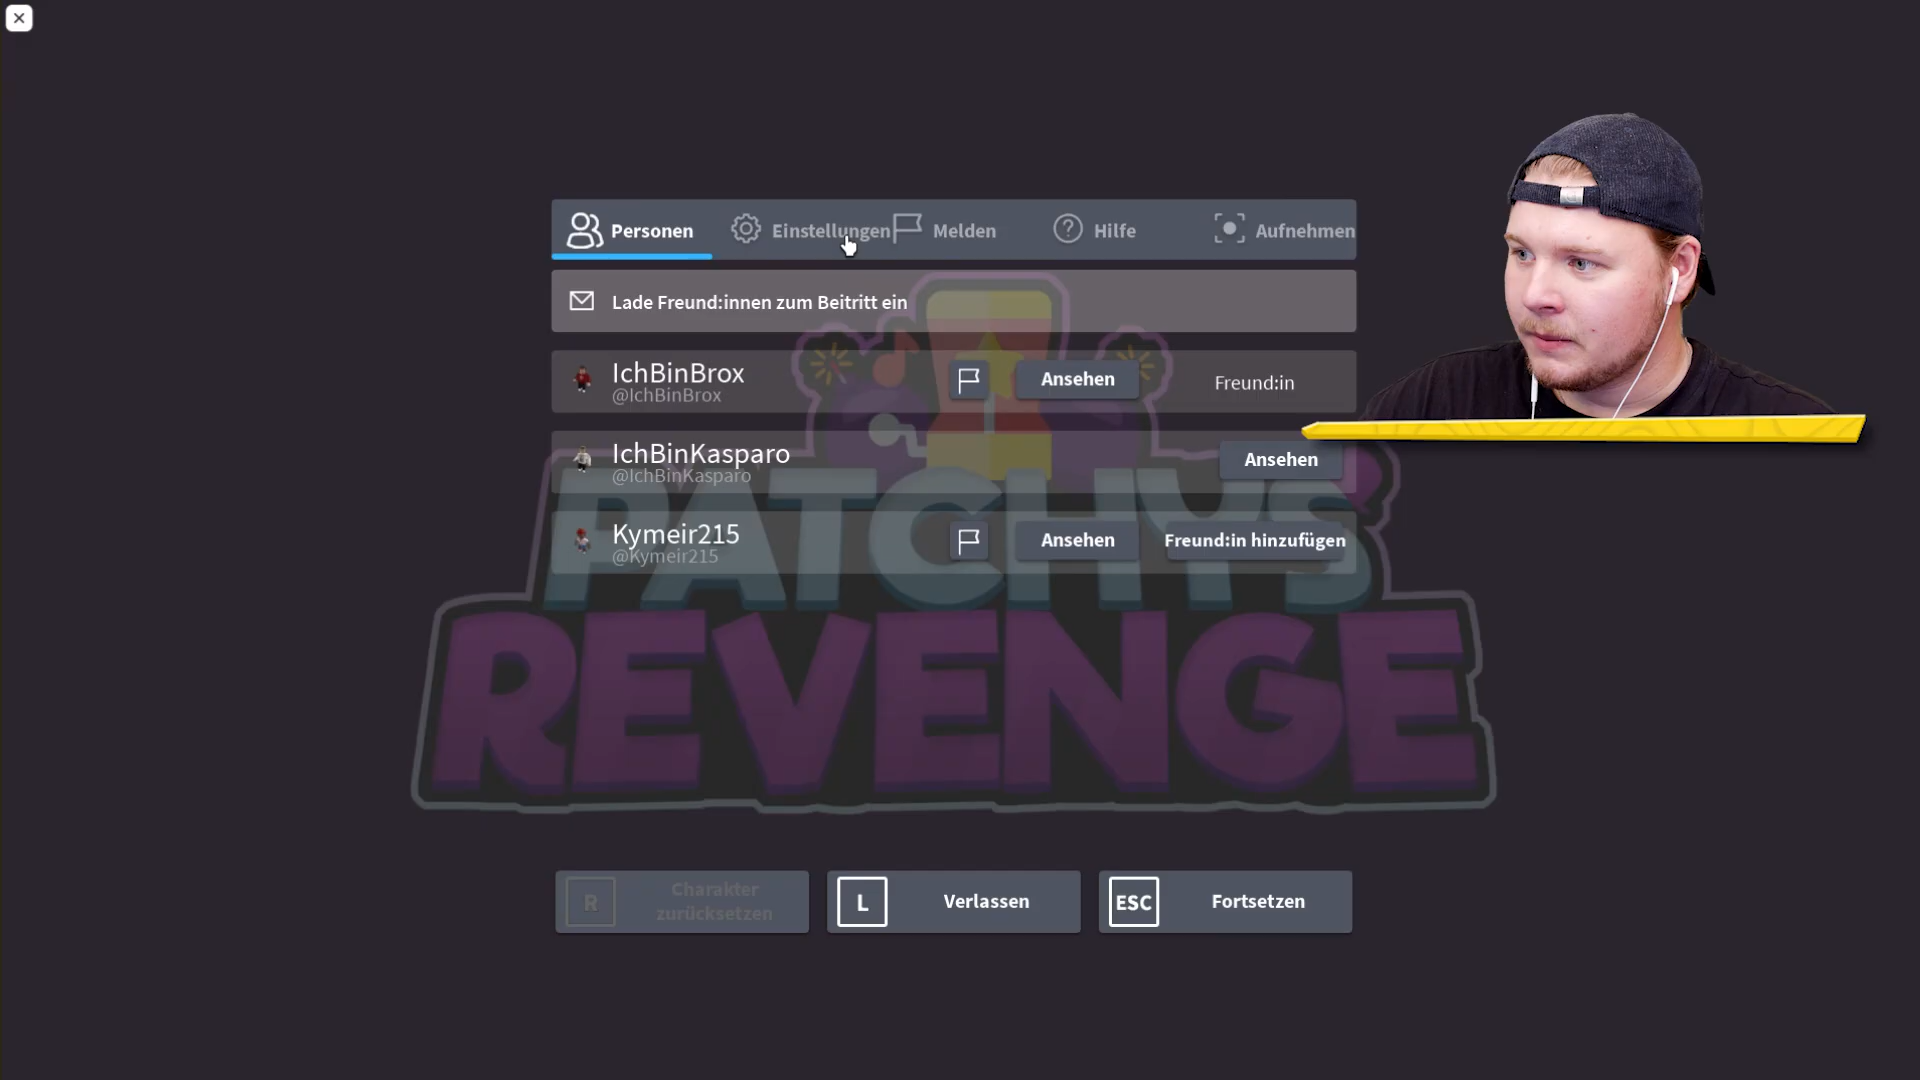 Personen
Einstellungen
Melden
Hilfe
Aufnehmen
Lade Freund:innen zum Beitritt ein
IchBinBrox
@IchBinBrox
Ansehen
Freund:in
IchBinKasparo
@IchBinKasparo
Ansehen
Kymeir215
@Kymeir215
Ansehen
Freund:in hinzufügen
PATCHYS
REVENGE
R
Charakter
zurücksetzen
L
Verlassen
ESC
Fortsetzen